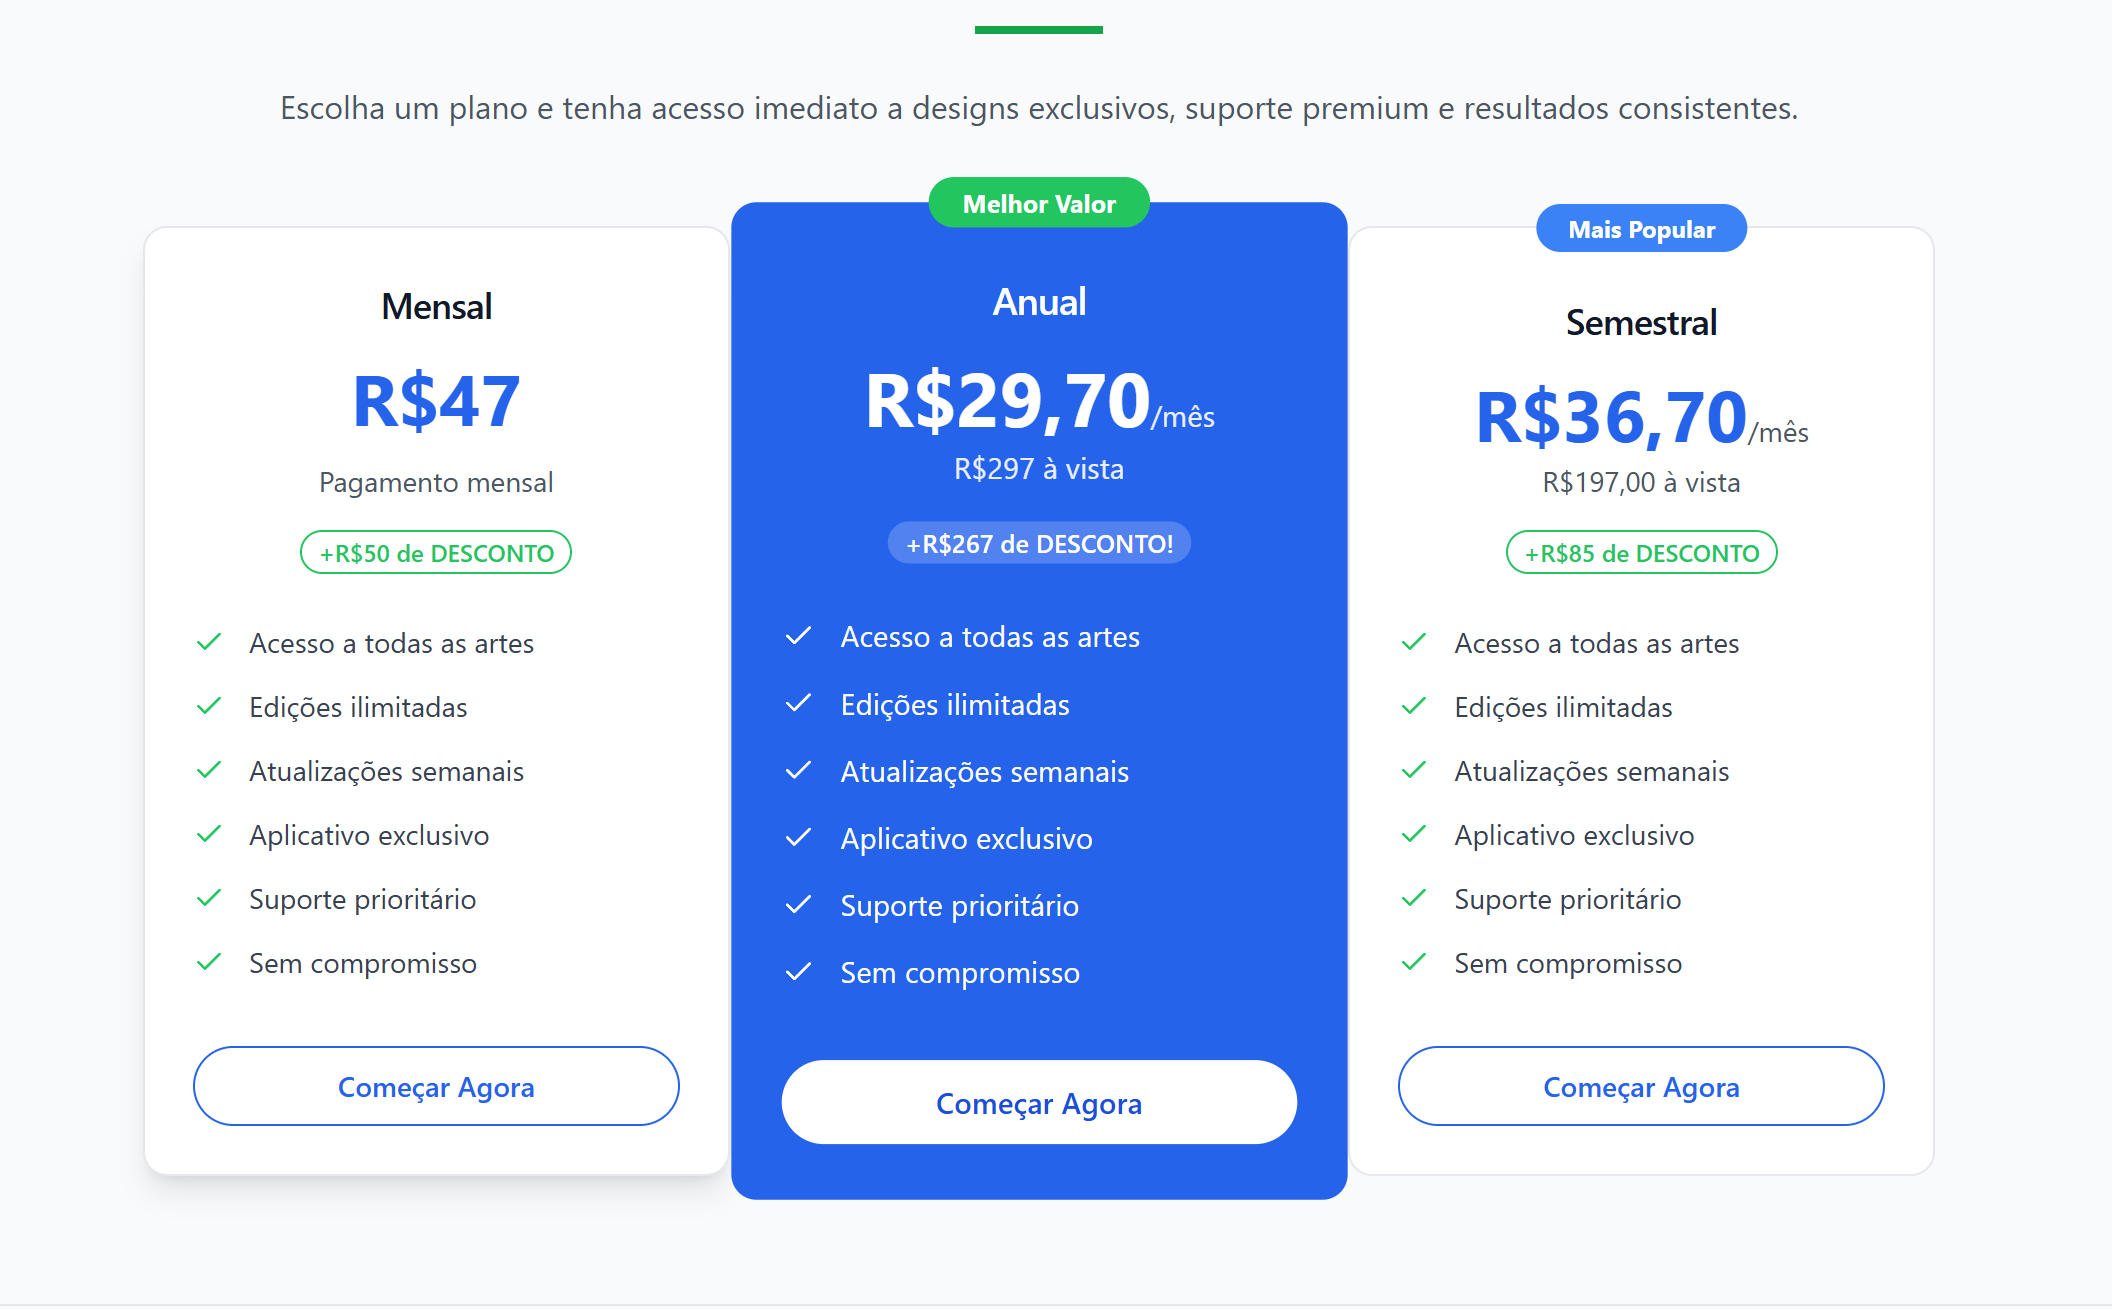 Escolha um plano e tenha acesso imediato a designs exclusivos, suporte premium e resultados consistentes.
Mensal
R$47
Pagamento mensal
+R$50 de DESCONTO
Acesso a todas as artes
Edições ilimitadas
Atualizações semanais
Aplicativo exclusivo
Suporte prioritário
Sem compromisso
Começar Agora
Melhor Valor
Anual
R$29,70/mês
R$297 à vista
+R$267 de DESCONTO!
Acesso a todas as artes
Edições ilimitadas
Atualizações semanais
Aplicativo exclusivo
Suporte prioritário
Sem compromisso
Começar Agora
Mais Popular
Semestral
R$36,70/mês
R$197,00 à vista
+R$85 de DESCONTO
Acesso a todas as artes
Edições ilimitadas
Atualizações semanais
Aplicativo exclusivo
Suporte prioritário
Sem compromisso
Começar Agora